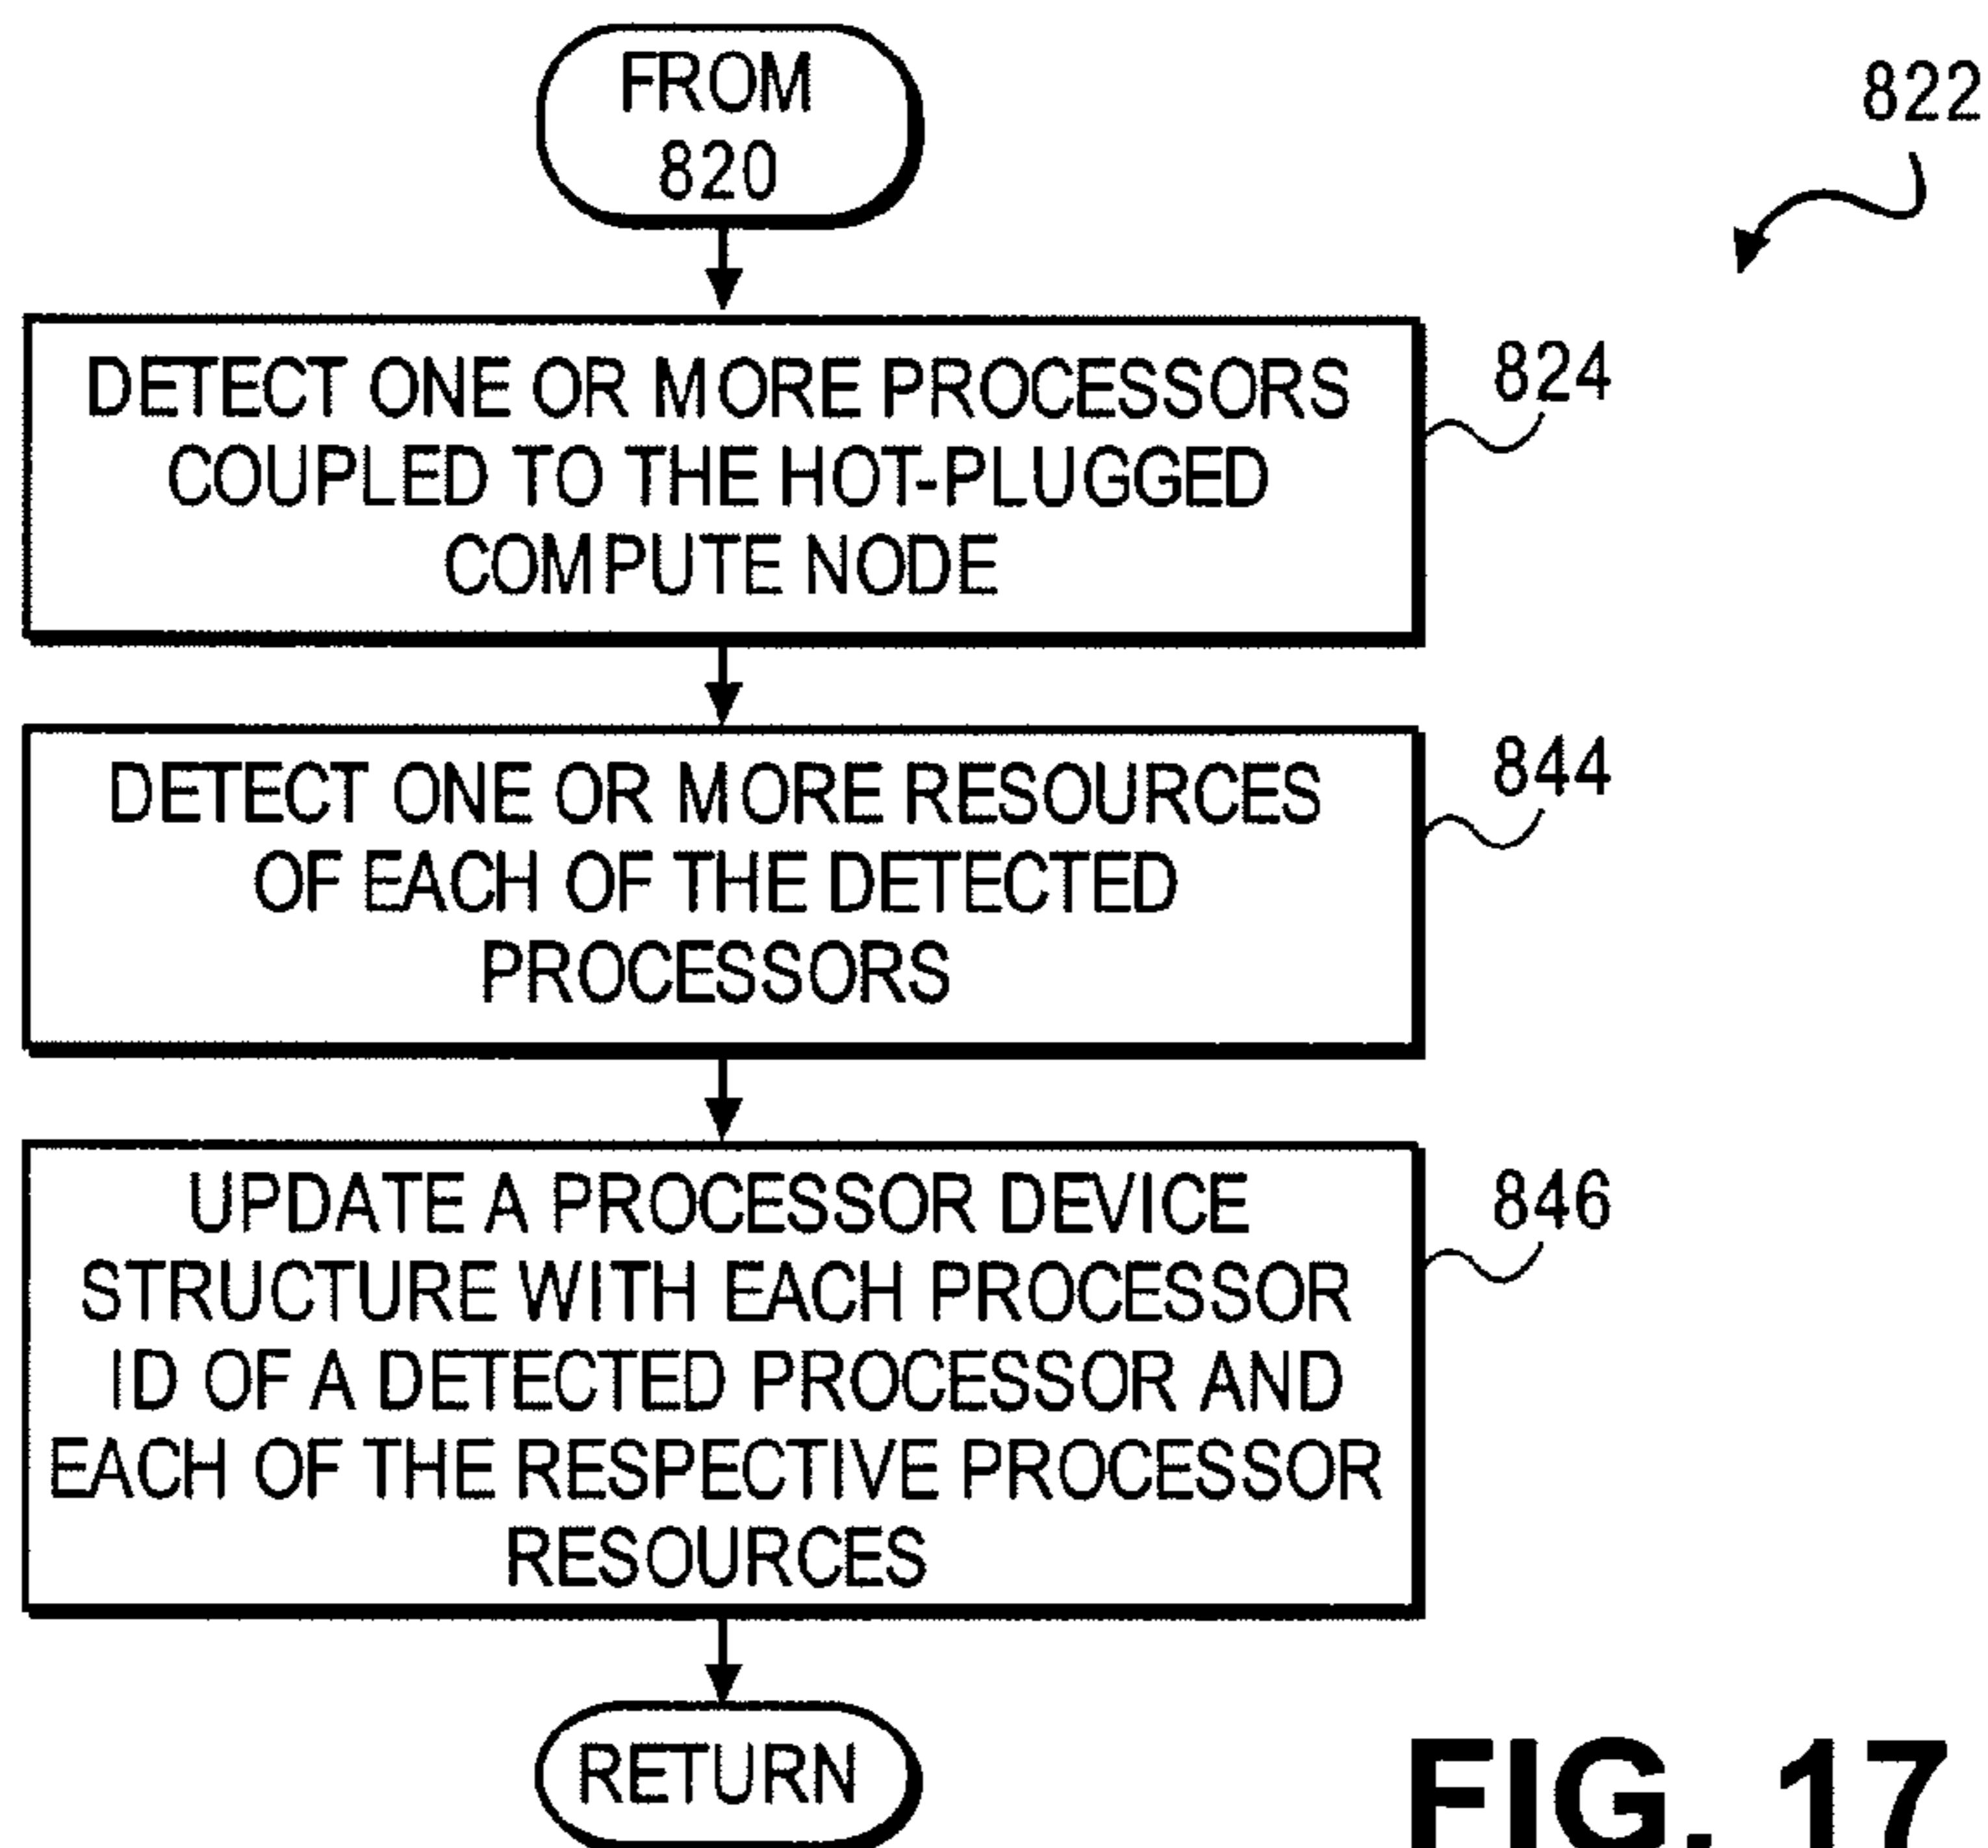 FROM
820
822
DETECT ONE OR MORE PROCESSORS
COUPLED TO THE HOT-PLUGGED
COMPUTE NODE
824
DETECT ONE OR MORE RESOURCES
OF EACH OF THE DETECTED
PROCESSORS
844
UPDATE A PROCESSOR DEVICE
STRUCTURE WITH EACH PROCESSOR
ID OF A DETECTED PROCESSOR AND
EACH OF THE RESPECTIVE PROCESSOR
RESOURCES
846
RETURN
FIG. 17